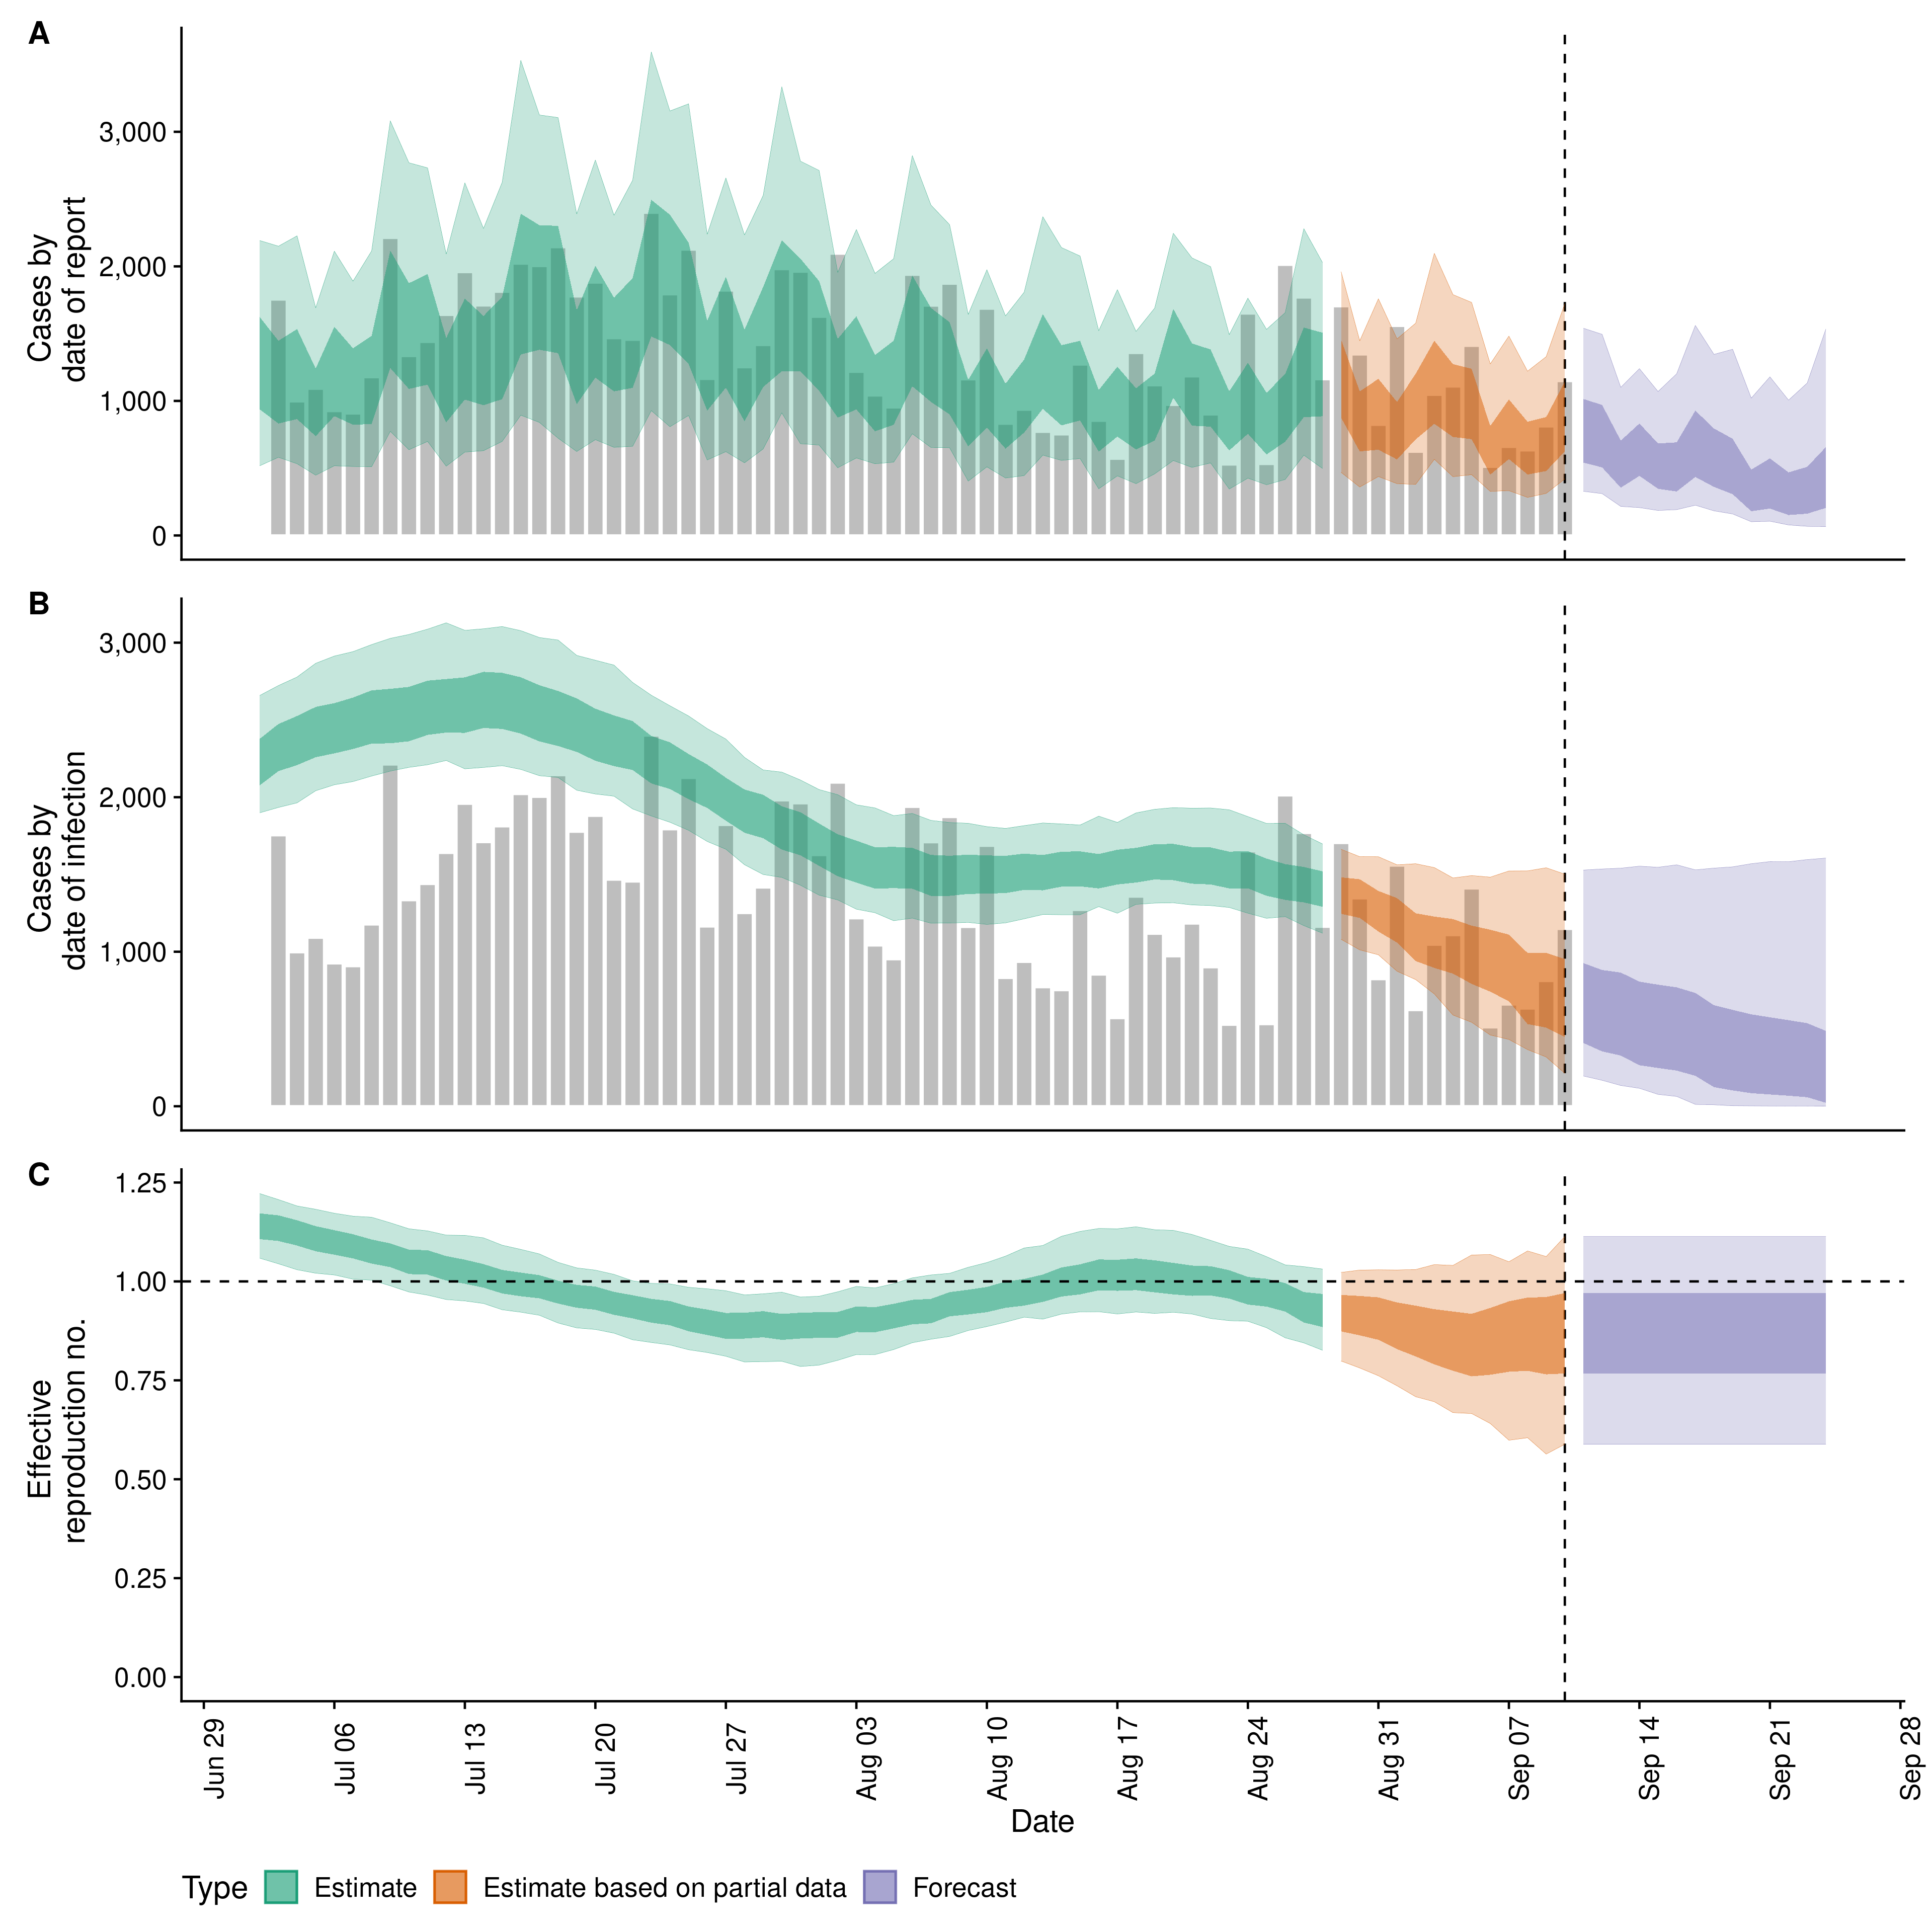 A
Cases by
date of report
3,000
2,000
1,000
0
B
Cases by
date of infection
3,000
2,000
1,000
0
C
Effective
reproduction no.
1.25
1.00
0.75
0.50
0.25
0.00
Jun 29
Jul 06
Jul 13
Jul 20
Jul 27
Aug 03
Aug 10
Aug 17
Aug 24
Aug 31
Sep 07
Sep 14
Sep 21
Sep 28
Date
Type Estimate Estimate based on partial data Forecast